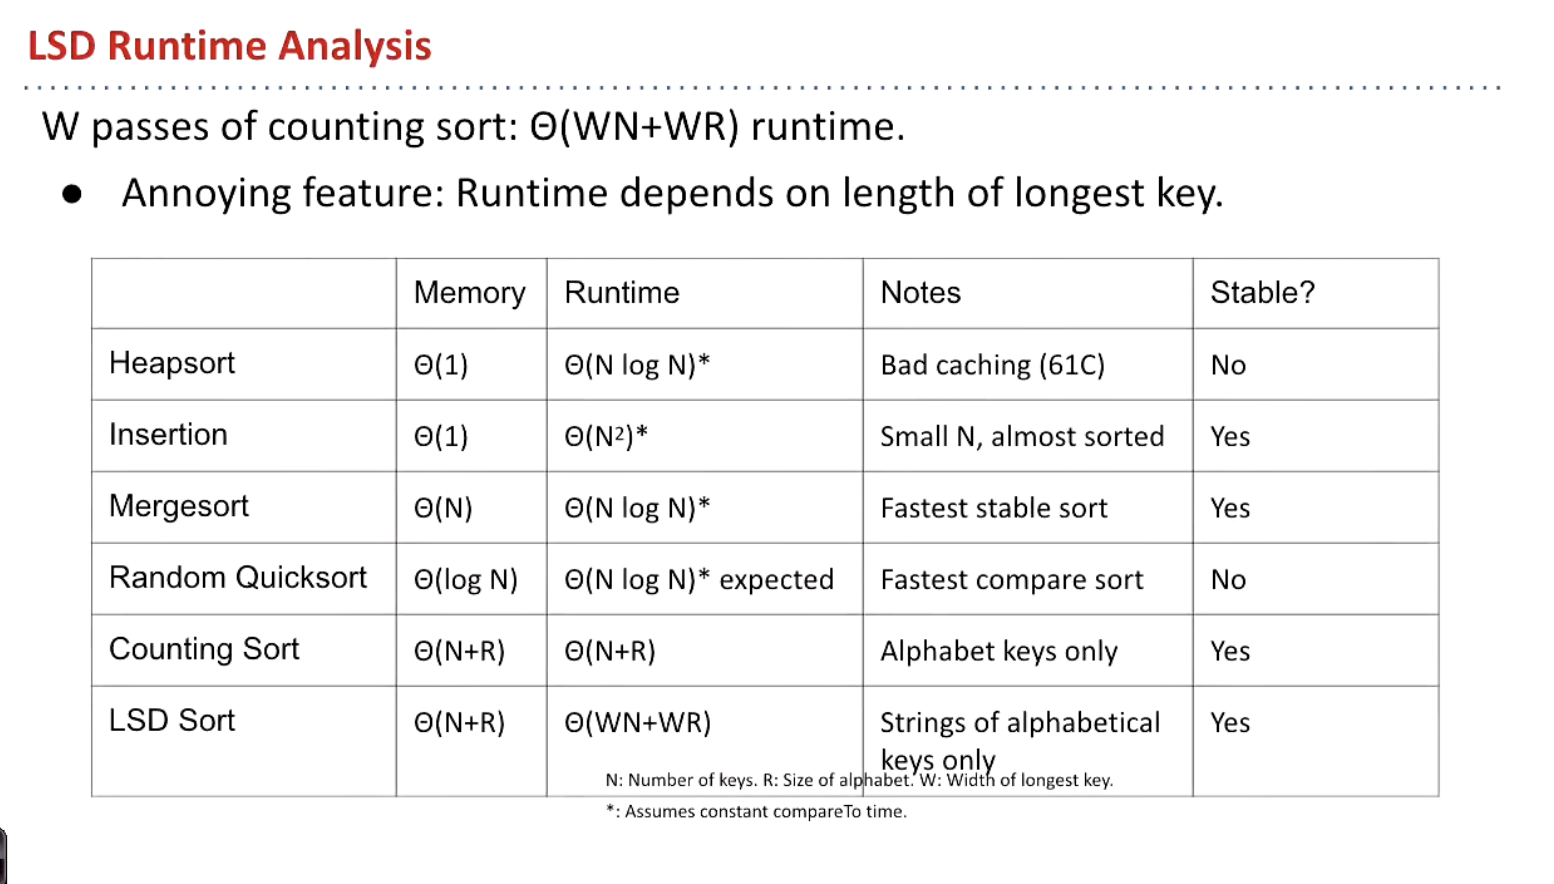 LSD Runtime Analysis
W passes of counting sort: Θ(WN+WR) runtime.
● Annoying feature: Runtime depends on length of longest key.
Memory Runtime Notes Stable?
Heapsort Θ(1) Θ(N log N)* Bad caching (61C) No
Insertion Θ(1) Θ(N²)* Small N, almost sorted Yes
Mergesort Θ(N) Θ(N log N)* Fastest stable sort Yes
Random Quicksort Θ(log N) Θ(N log N)* expected Fastest compare sort No
Counting Sort Θ(N+R) Θ(N+R) Alphabet keys only Yes
LSD Sort Θ(N+R) Θ(WN+WR) Strings of alphabetical Yes
keys only
N: Number of keys. R: Size of alphabet. W: Width of longest key.
*: Assumes constant compareTo time.